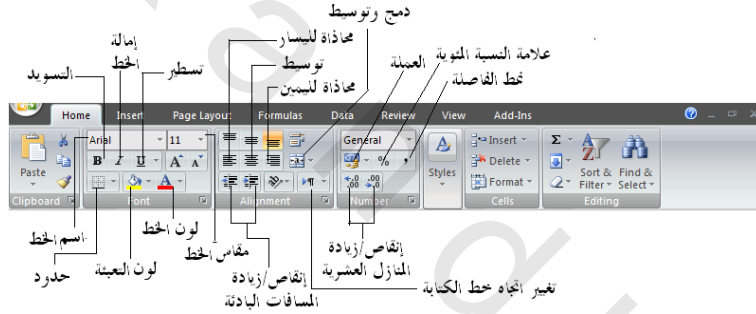 دمج وتوسيط
محاذاة لليسار
توسيط
محاذاة لليمين
إمالة
الخط
التسويد
تسطير
العملة
علامة النسبة المئوية
نمط الفاصلة
Home Insert Page Layout Formulas Data Review View Add-Ins
Arial 11 General
Insert
Delete
Format
B I U A A
%
Paste
Styles
Sort & Filter
Find & Select
Clipboard Font Alignment Number Cells Editing
اسم الخط
حدود
لون الخط
لون التعبئة
مقاس الخط
إنقاص/زيادة
المسافات البادئة
إنقاص/زيادة
المنازل العشرية
تغيير اتجاه خط الكتابة